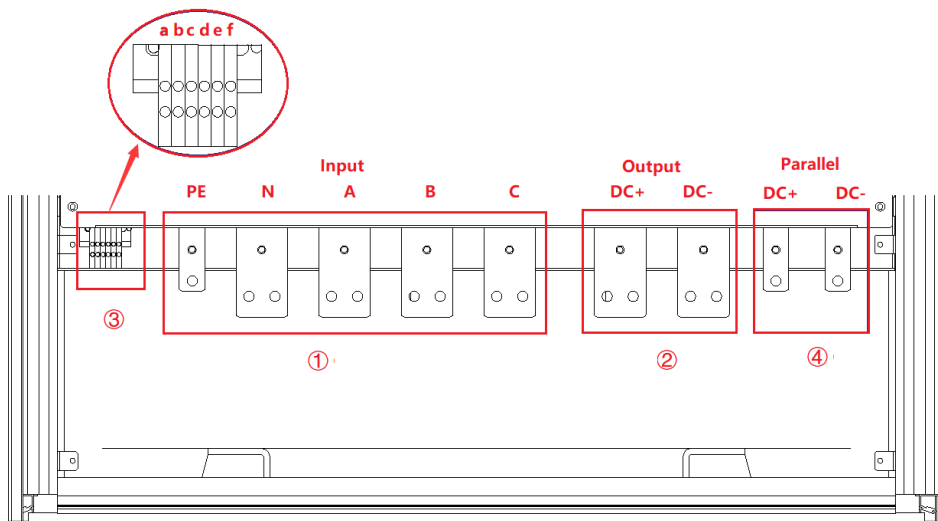 a b c d e f
Input
Output
Parallel
PE
N
A
B
C
DC+
DC-
DC+
DC-
③
①
②
④